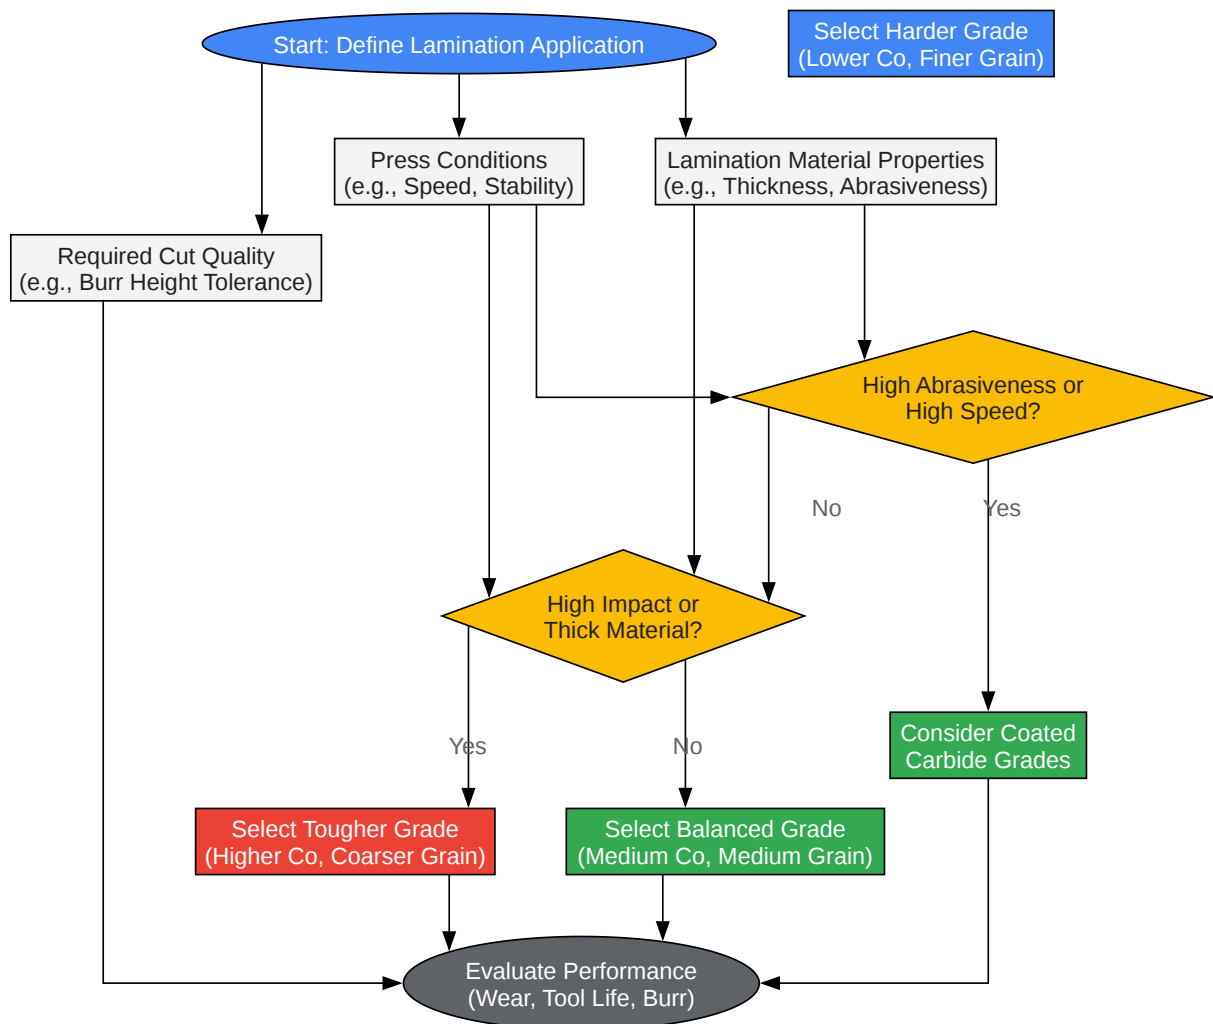 Start: Define Lamination Application
Select Harder Grade
(Lower Co, Finer Grain)
Press Conditions
(e.g., Speed, Stability)
Lamination Material Properties
(e.g., Thickness, Abrasiveness)
Required Cut Quality
(e.g., Burr Height Tolerance)
High Abrasiveness or
High Speed?
No
Yes
High Impact or
Thick Material?
Yes
No
Consider Coated
Carbide Grades
Select Tougher Grade
(Higher Co, Coarser Grain)
Select Balanced Grade
(Medium Co, Medium Grain)
Evaluate Performance
(Wear, Tool Life, Burr)